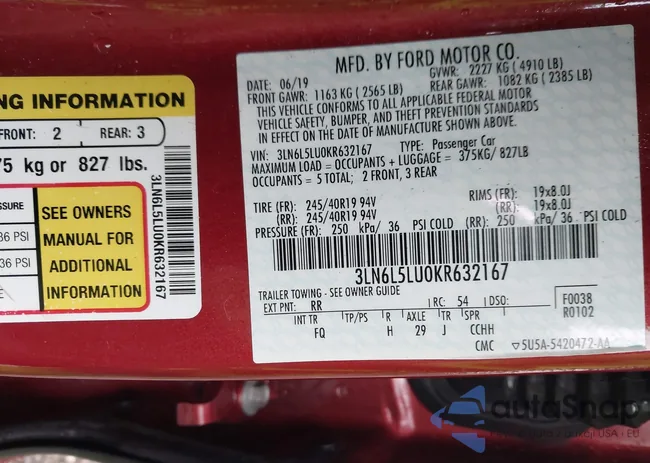 NG INFORMATION
FRONT: 2 REAR: 3
75 kg or 827 lbs.
SSURE
36 PSI
36 PSI
SEE OWNERS
MANUAL FOR
ADDITIONAL
INFORMATION
3LN6L5LU0KR632167
MFD. BY FORD MOTOR CO.
DATE: 06/19 GVWR: 2227 KG ( 4910 LB)
FRONT GAWR: 1163 KG ( 2565 LB) REAR GAWR: 1082 KG ( 2385 LB)
THIS VEHICLE CONFORMS TO ALL APPLICABLE FEDERAL MOTOR
VEHICLE SAFETY, BUMPER, AND THEFT PREVENTION STANDARDS
IN EFFECT ON THE DATE OF MANUFACTURE SHOWN ABOVE.
VIN: 3LN6L5LU0KR632167 TYPE: Passenger Car
MAXIMUM LOAD = OCCUPANTS + LUGGAGE = 375KG/ 827LB
OCCUPANTS = 5 TOTAL; 2 FRONT, 3 REAR
TIRE (FR): 245/40R19 94V RIMS (FR): 19x8.0J
(RR): 245/40R19 94V (RR): 19x8.0J
PRESSURE (FR): 250 kPa/ 36 PSI COLD (RR): 250 kPa/ 36 PSI COLD
3LN6L5LU0KR632167
TRAILER TOWING - SEE OWNER GUIDE
EXT PNT: RR RC: 54 DSO: F0038
R0102
INT TR TP/PS R AXLE TR SPR
FQ H 29 J CCHH
CMC ▽5U5A-5420472-AA
autoSnap